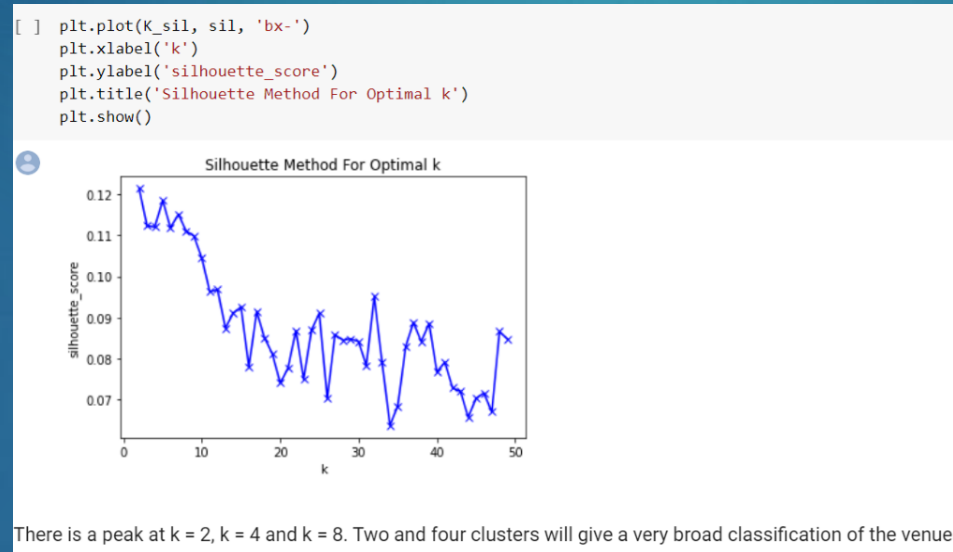 [ ] plt.plot(K_sil, sil, 'bx-')
plt.xlabel('k')
plt.ylabel('silhouette_score')
plt.title('Silhouette Method For Optimal k')
plt.show()
Silhouette Method For Optimal k
0.12
0.11
0.10
0.09
0.08
0.07
silhouette_score
0 10 20 30 40 50
k
There is a peak at k = 2, k = 4 and k = 8. Two and four clusters will give a very broad classification of the venue